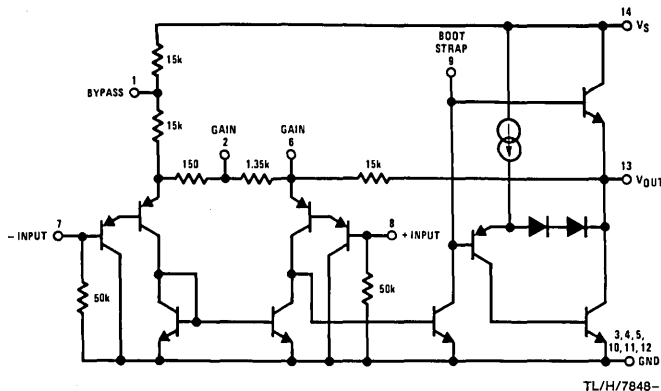 14
VS
BOOT
STRAP
9
15k
1
BYPASS
15k
GAIN
2
GAIN
6
150
1.35k
15k
13
VOUT
7
– INPUT
8
+ INPUT
50k
50k
3, 4, 5,
10, 11, 12
GND
TL/H/7848–